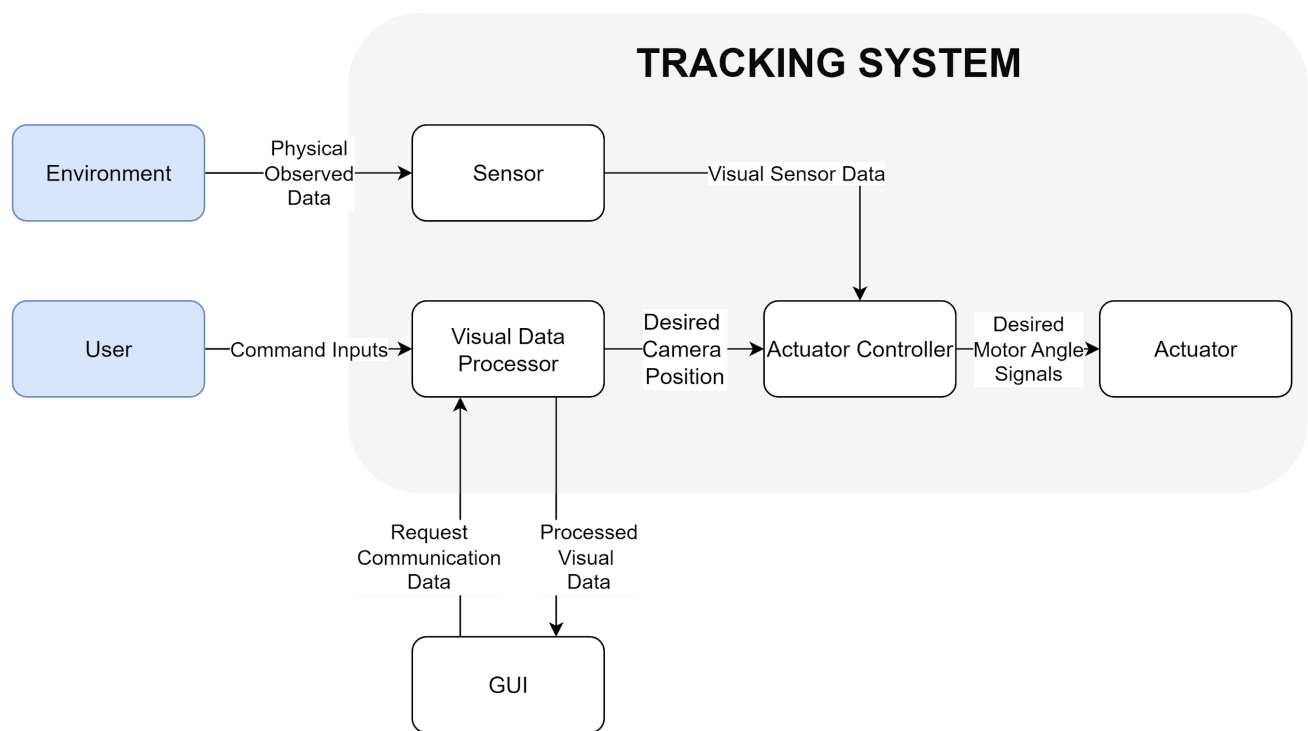 TRACKING SYSTEM
Environment
Physical
Observed
Data
Sensor
Visual Sensor Data
User
Command Inputs
Visual Data
Processor
Desired
Camera
Position
Actuator Controller
Desired
Motor Angle
Signals
Actuator
Request
Communication
Data
Processed
Visual
Data
GUI